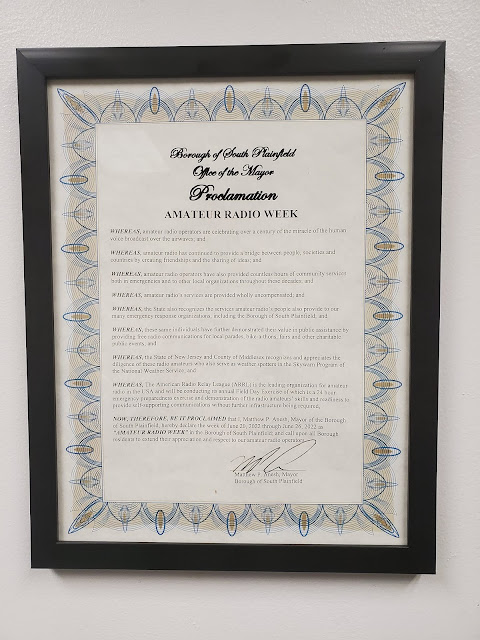 Borough of South Plainfield
Office of the Mayor
Proclamation
AMATEUR RADIO WEEK
WHEREAS, amateur radio operators are celebrating over a century of the miracle of the human
voice broadcast over the airwaves; and
WHEREAS, amateur radio has continued to provide a bridge between people, societies and
countries by creating friendships and the sharing of ideas; and
WHEREAS, amateur radio operators have also provided countless hours of community services
both in emergencies and to other local organizations throughout these decades; and
WHEREAS, amateur radio's services are provided wholly uncompensated; and
WHEREAS, the State also recognizes the services amateur radio's people also provide to our
many emergency response organizations, including the Borough of South Plainfield, and
WHEREAS, these same individuals have further demonstrated their value in public assistance by
providing free radio communications for local parades, bike-a-thons, fairs and other charitable
public events; and
WHEREAS, the State of New Jersey and County of Middlesex recognizes and appreciates the
diligence of these radio amateurs who also serve as weather spotters in the Skywarn Program of
the National Weather Service; and
WHEREAS, The American Radio Relay League (ARRL) is the leading organization for amateur
radio in the USA and will be conducting its annual Field Day Exercise of which is a 24 hour
emergency preparedness exercise and demonstration of the radio amateurs' skills and readiness to
provide self-supporting communications without further infrastructure being required,
NOW, THEREFORE, BE IT PROCLAIMED that I, Matthew P. Anesh, Mayor of the Borough
of South Plainfield, hereby declare the week of June 20, 2022 through June 26, 2022 as
"AMATEUR RADIO WEEK" in the Borough of South Plainfield; and call upon all Borough
residents to extend their appreciation and respect to our amateur radio operators.
Matthew P. Anesh, Mayor
Borough of South Plainfield